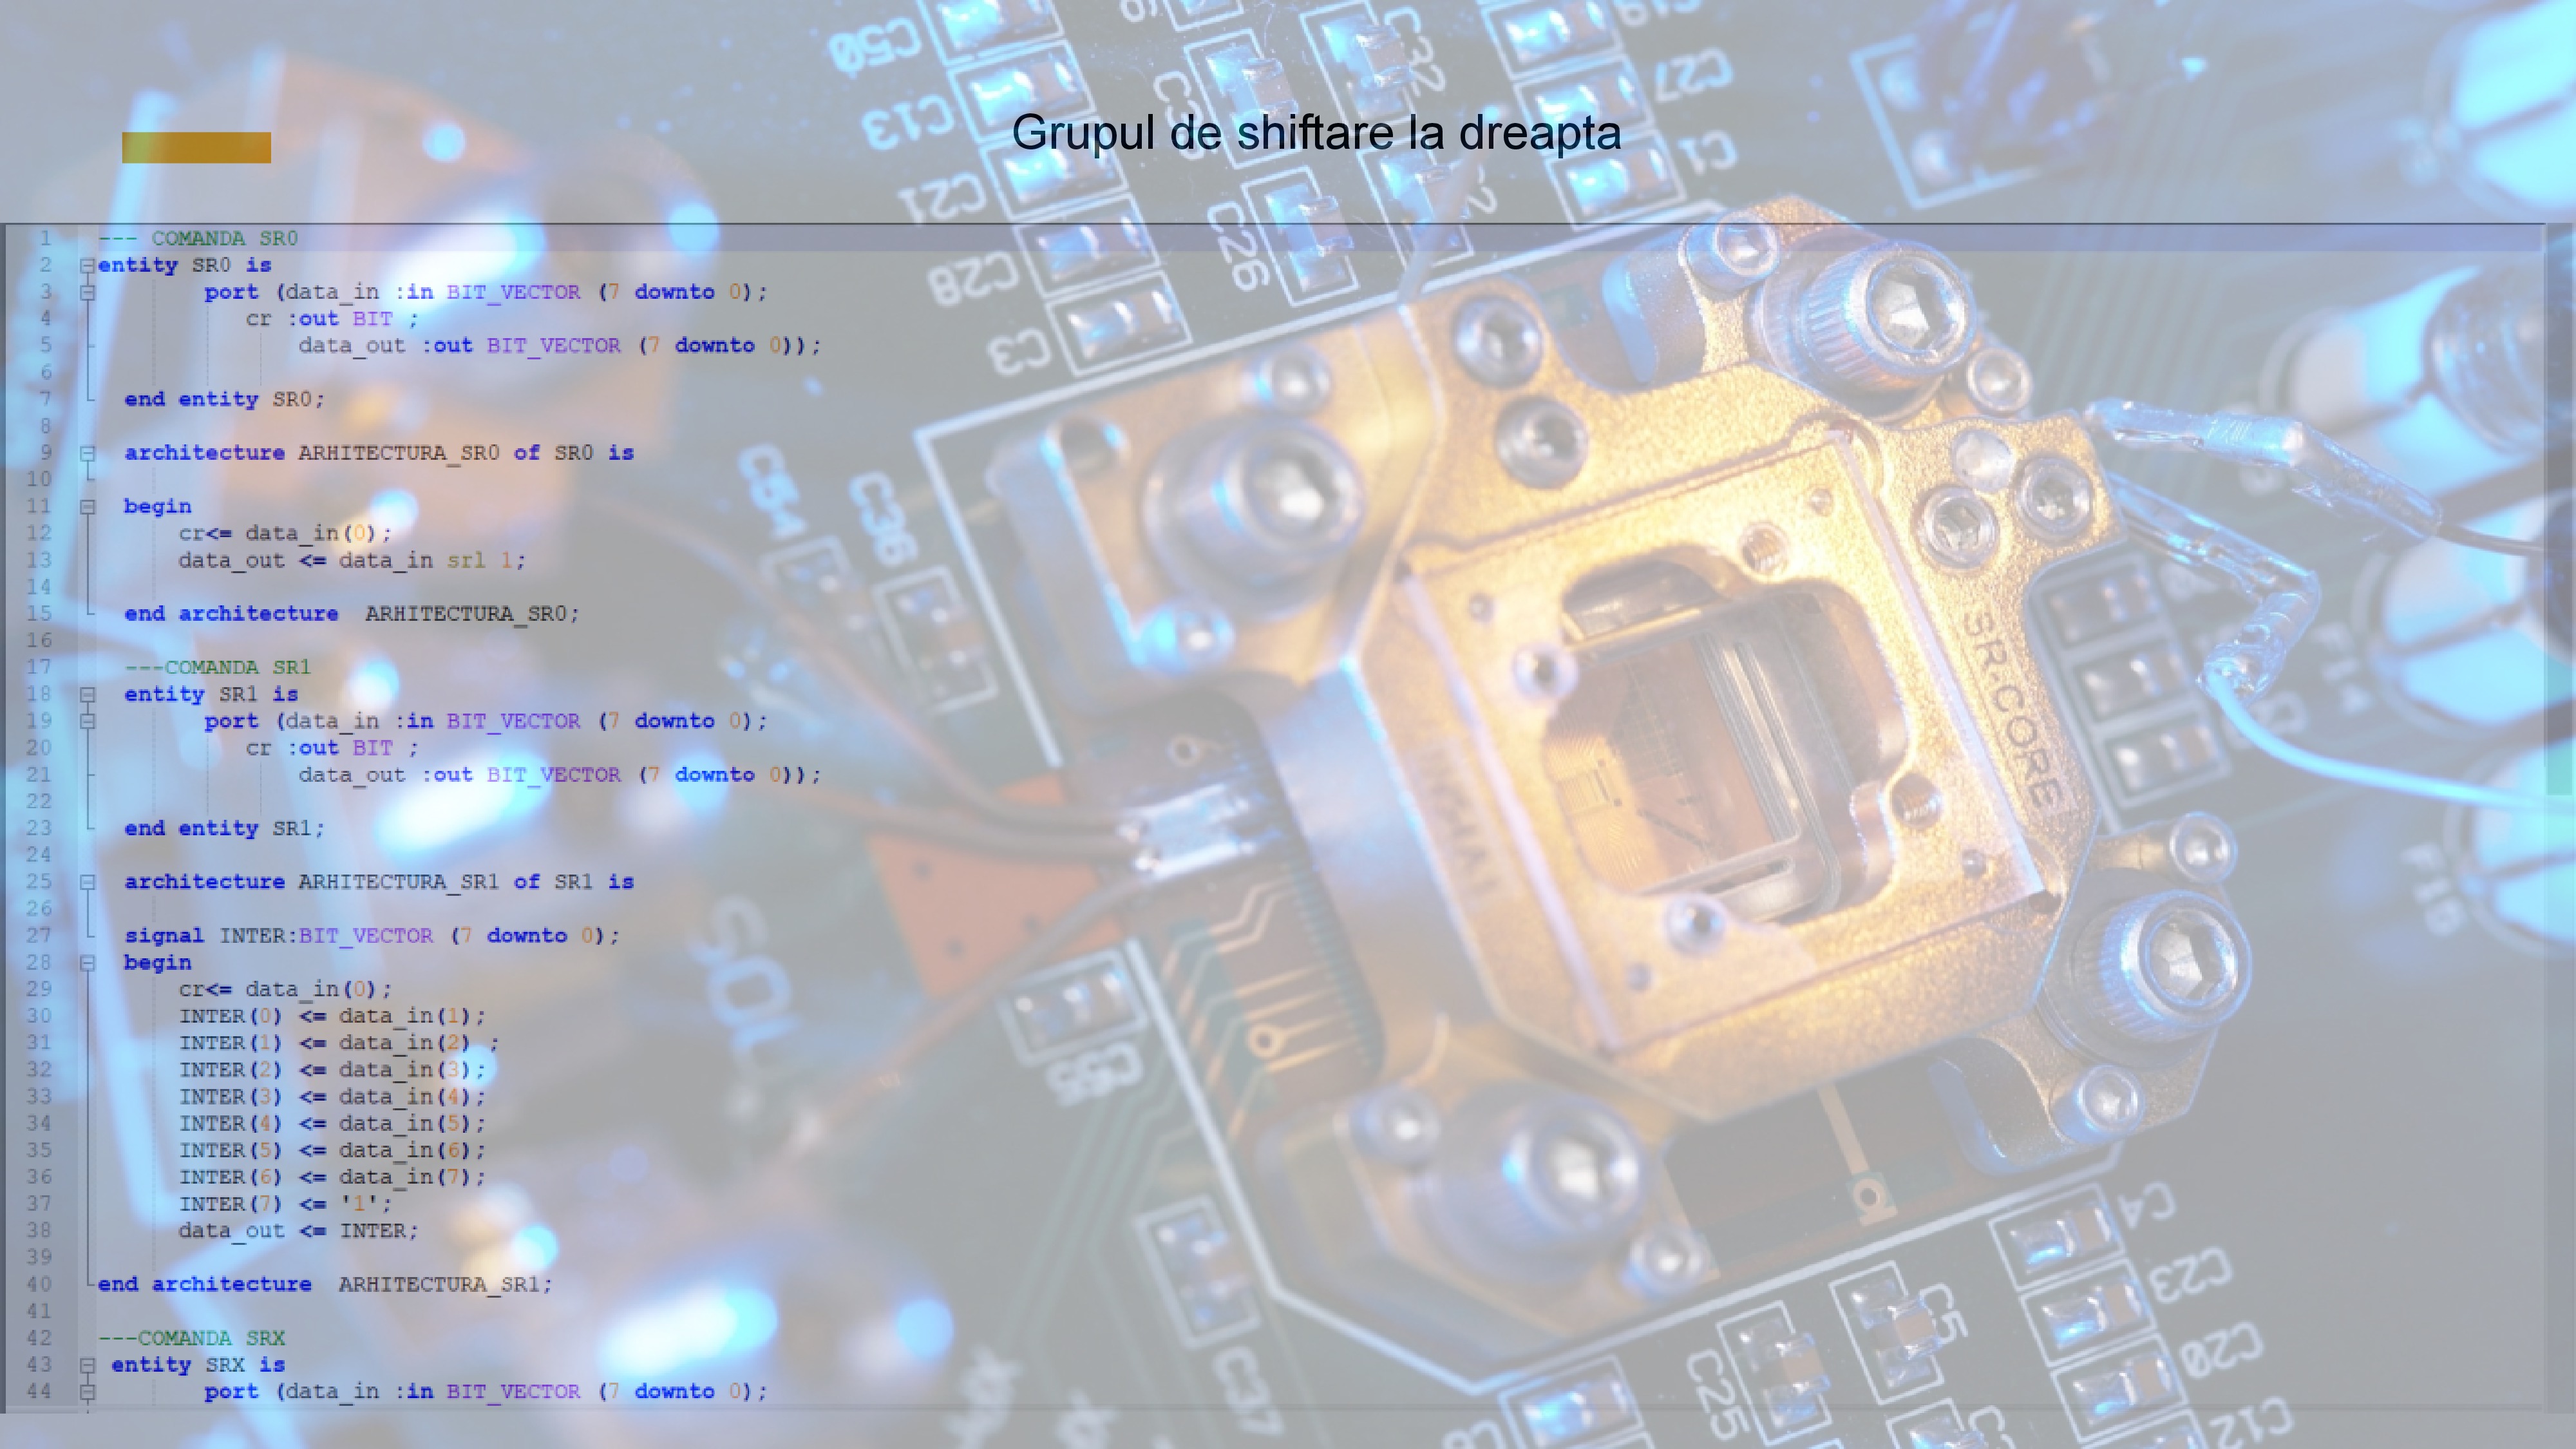 Grupul de shiftare la dreapta
1 --- COMANDA SR0
2 entity SR0 is
3 port (data_in :in BIT_VECTOR (7 downto 0);
4 cr :out BIT ;
5 data_out :out BIT_VECTOR (7 downto 0));
6
7 end entity SR0;
8
9 architecture ARHITECTURA_SR0 of SR0 is
10
11 begin
12 cr<= data_in(0);
13 data_out <= data_in srl 1;
14
15 end architecture ARHITECTURA_SR0;
16
17 ---COMANDA SR1
18 entity SR1 is
19 port (data_in :in BIT_VECTOR (7 downto 0);
20 cr :out BIT ;
21 data_out :out BIT_VECTOR (7 downto 0));
22
23 end entity SR1;
24
25 architecture ARHITECTURA_SR1 of SR1 is
26
27 signal INTER:BIT_VECTOR (7 downto 0);
28 begin
29 cr<= data_in(0);
30 INTER(0) <= data_in(1);
31 INTER(1) <= data_in(2) ;
32 INTER(2) <= data_in(3);
33 INTER(3) <= data_in(4);
34 INTER(4) <= data_in(5);
35 INTER(5) <= data_in(6);
36 INTER(6) <= data_in(7);
37 INTER(7) <= '1';
38 data_out <= INTER;
39
40 end architecture ARHITECTURA_SR1;
41
42 ---COMANDA SRX
43 entity SRX is
44 port (data_in :in BIT_VECTOR (7 downto 0);
C50
C13
C21
C28
C3
C32
C26
C19
C27
C1
C54
C36
SR-CORE
F14
C55
C37
C4
C23
C20
C12
C5
C25